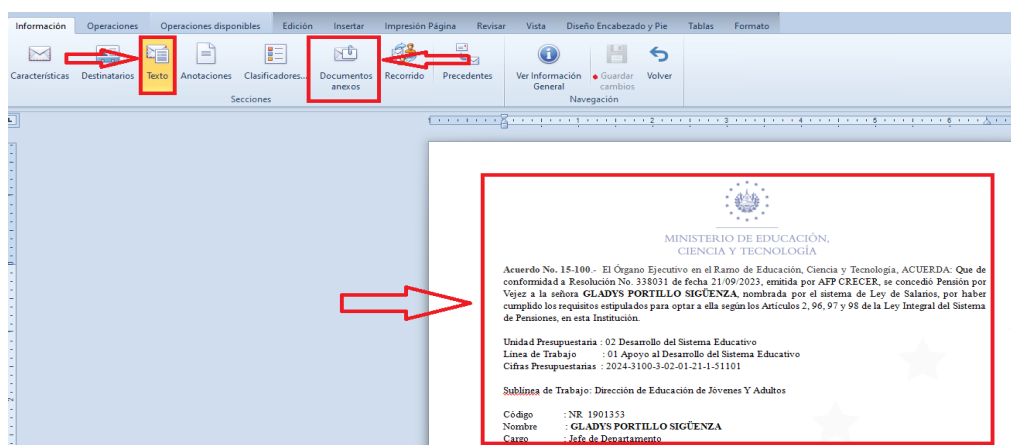 Información Operaciones Operaciones disponibles Edición Insertar Impresión Página Revisar Vista Diseño Encabezado y Pie Tablas Formato
Características Destinatarios Texto Anotaciones Clasificadores... Documentos anexos Recorrido Precedentes Ver Información General Guardar cambios Volver
Secciones Navegación
1 1 2 3 4 5 6
MINISTERIO DE EDUCACIÓN,
CIENCIA Y TECNOLOGÍA
Acuerdo No. 15-100.- El Órgano Ejecutivo en el Ramo de Educación, Ciencia y Tecnología, ACUERDA: Que de
conformidad a Resolución No. 338031 de fecha 21/09/2023, emitida por AFP CRECER, se concedió Pensión por
Vejez a la señora GLADYS PORTILLO SIGÜENZA, nombrada por el sistema de Ley de Salarios, por haber
cumplido los requisitos estipulados para optar a ella según los Artículos 2, 96, 97 y 98 de la Ley Integral del Sistema
de Pensiones, en esta Institución.
Unidad Presupuestaria : 02 Desarrollo del Sistema Educativo
Línea de Trabajo : 01 Apoyo al Desarrollo del Sistema Educativo
Cifras Presupuestarias : 2024-3100-3-02-01-21-1-51101
Sublínea de Trabajo: Dirección de Educación de Jóvenes Y Adultos
Código : NR 1901353
Nombre : GLADYS PORTILLO SIGÜENZA
Cargo : Jefe de Departamento